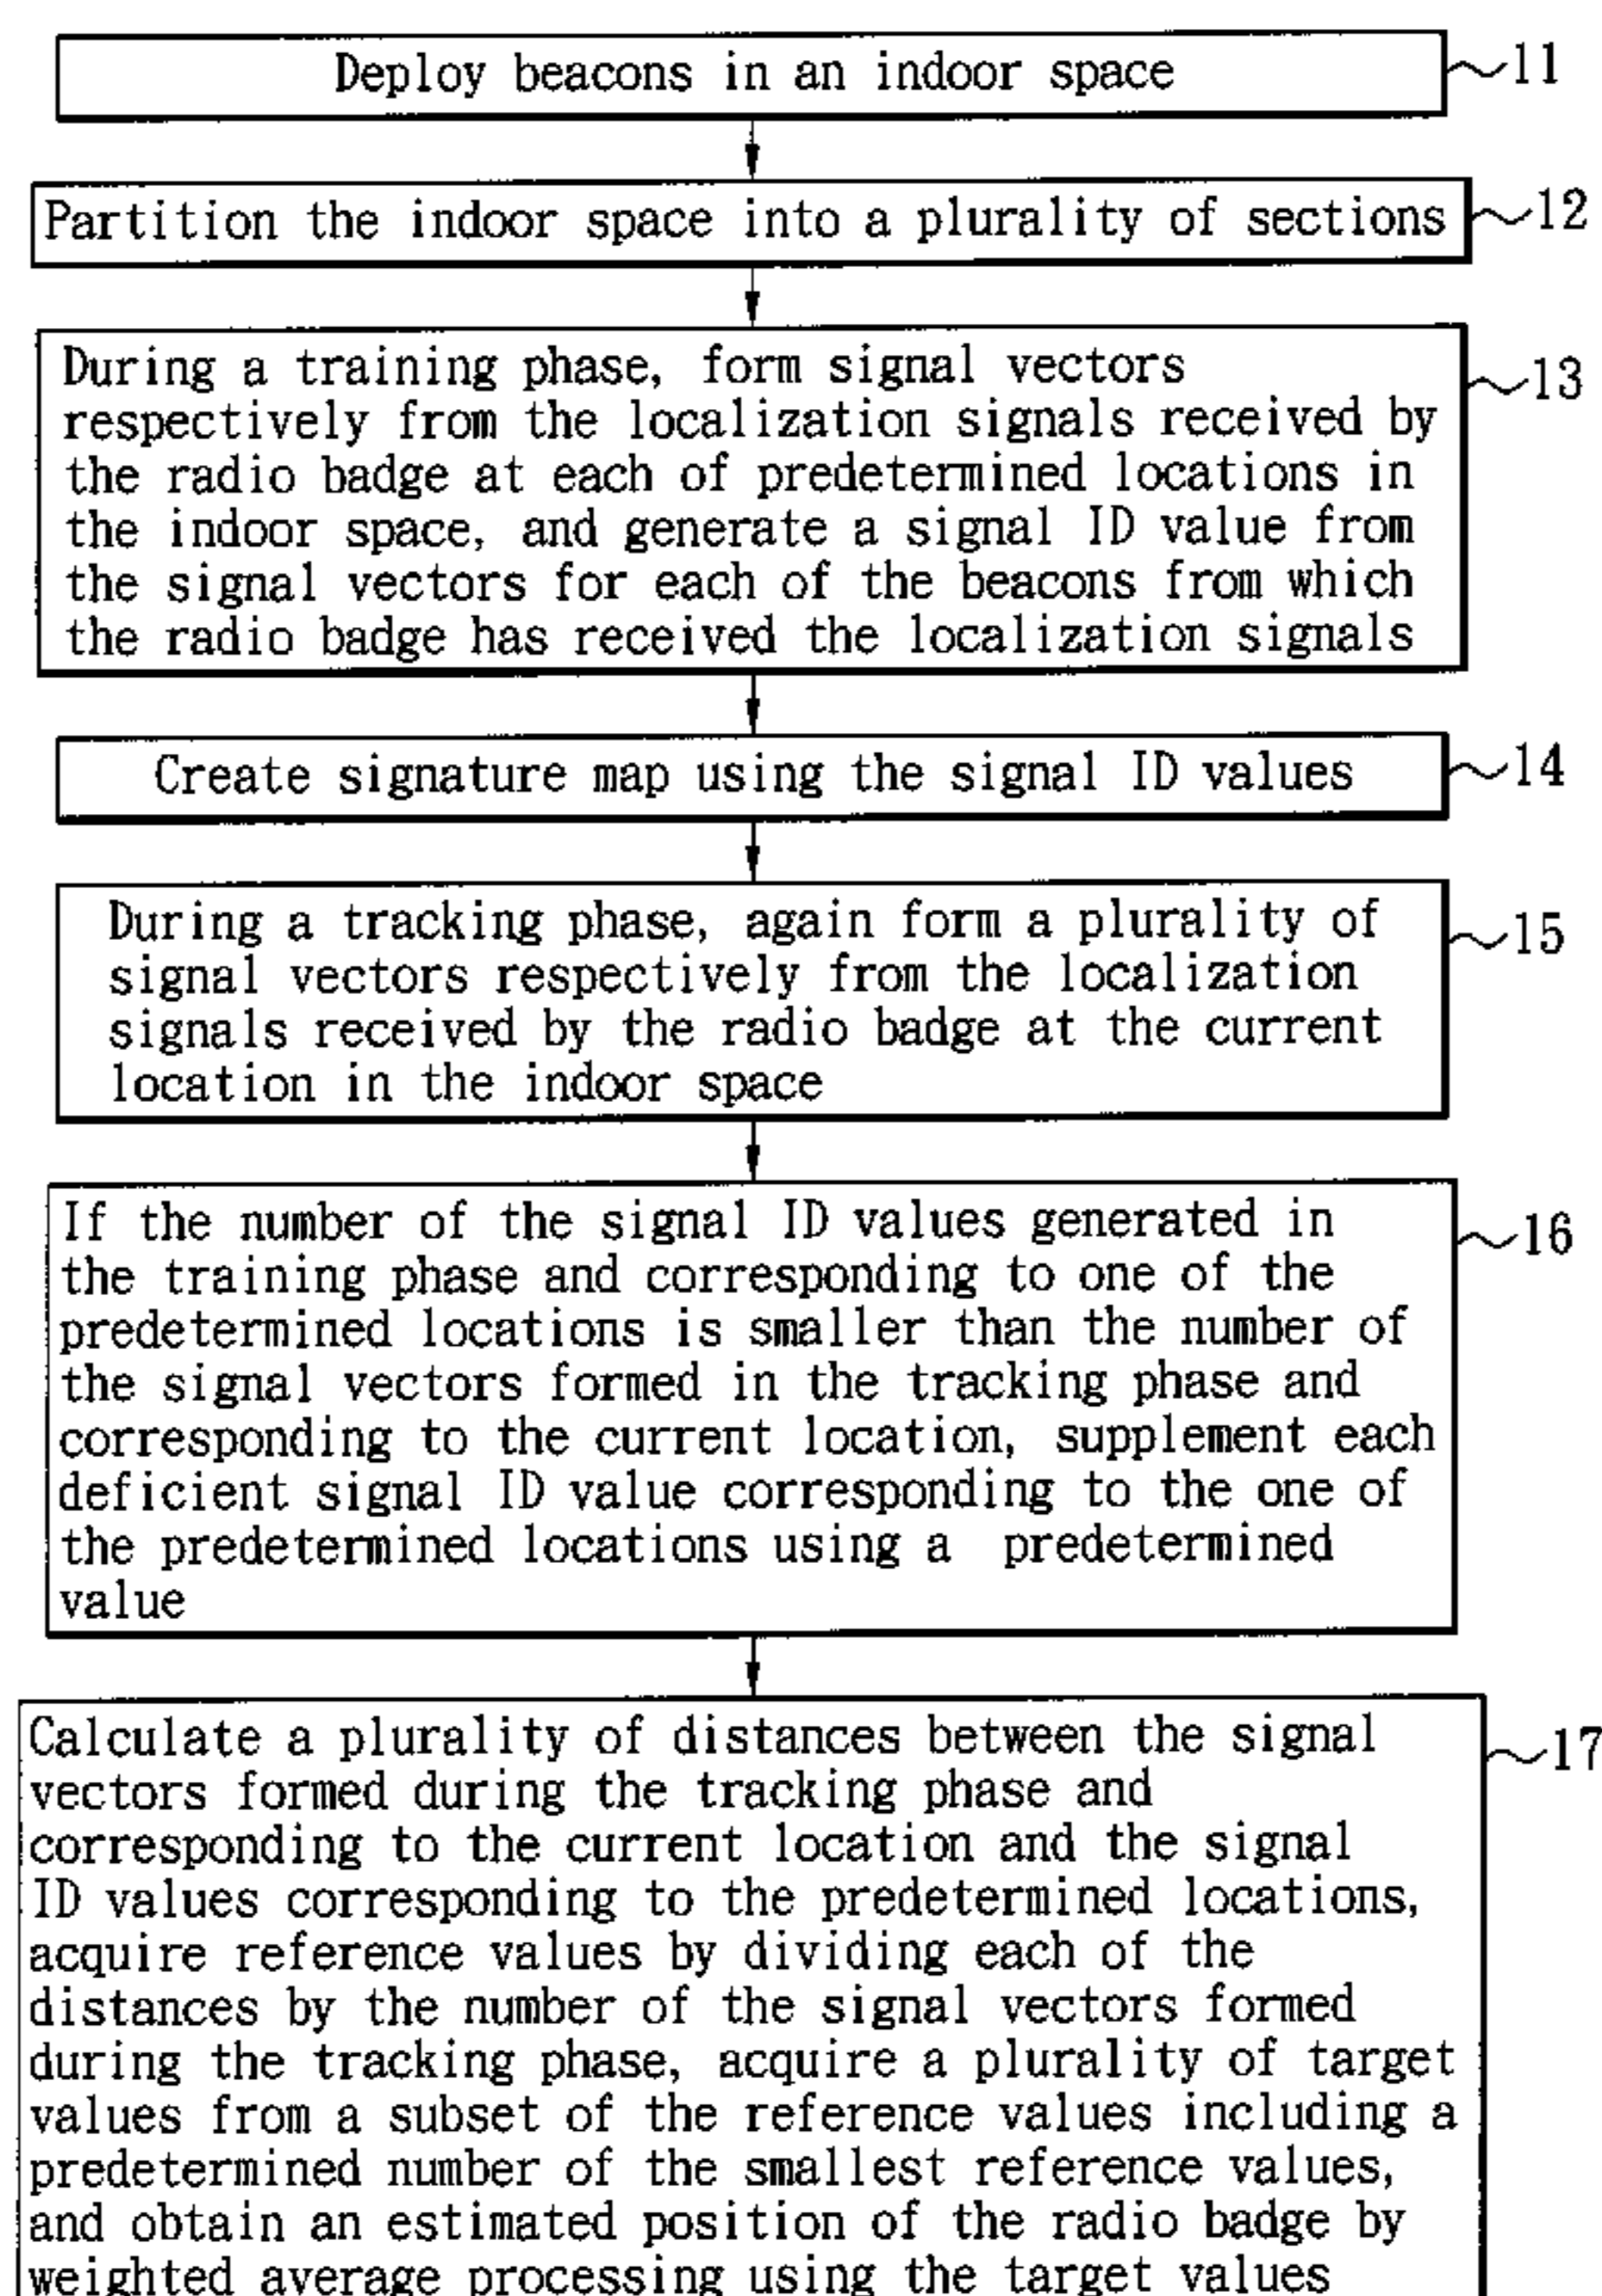 Deploy beacons in an indoor space
11
Partition the indoor space into a plurality of sections
12
During a training phase, form signal vectors
respectively from the localization signals received by
the radio badge at each of predetermined locations in
the indoor space, and generate a signal ID value from
the signal vectors for each of the beacons from which
the radio badge has received the localization signals
13
Create signature map using the signal ID values
14
During a tracking phase, again form a plurality of
signal vectors respectively from the localization
signals received by the radio badge at the current
location in the indoor space
15
If the number of the signal ID values generated in
the training phase and corresponding to one of the
predetermined locations is smaller than the number of
the signal vectors formed in the tracking phase and
corresponding to the current location, supplement each
deficient signal ID value corresponding to the one of
the predetermined locations using a predetermined
value
16
Calculate a plurality of distances between the signal
vectors formed during the tracking phase and
corresponding to the current location and the signal
ID values corresponding to the predetermined locations,
acquire reference values by dividing each of the
distances by the number of the signal vectors formed
during the tracking phase, acquire a plurality of target
values from a subset of the reference values including a
predetermined number of the smallest reference values,
and obtain an estimated position of the radio badge by
weighted average processing using the target values
17